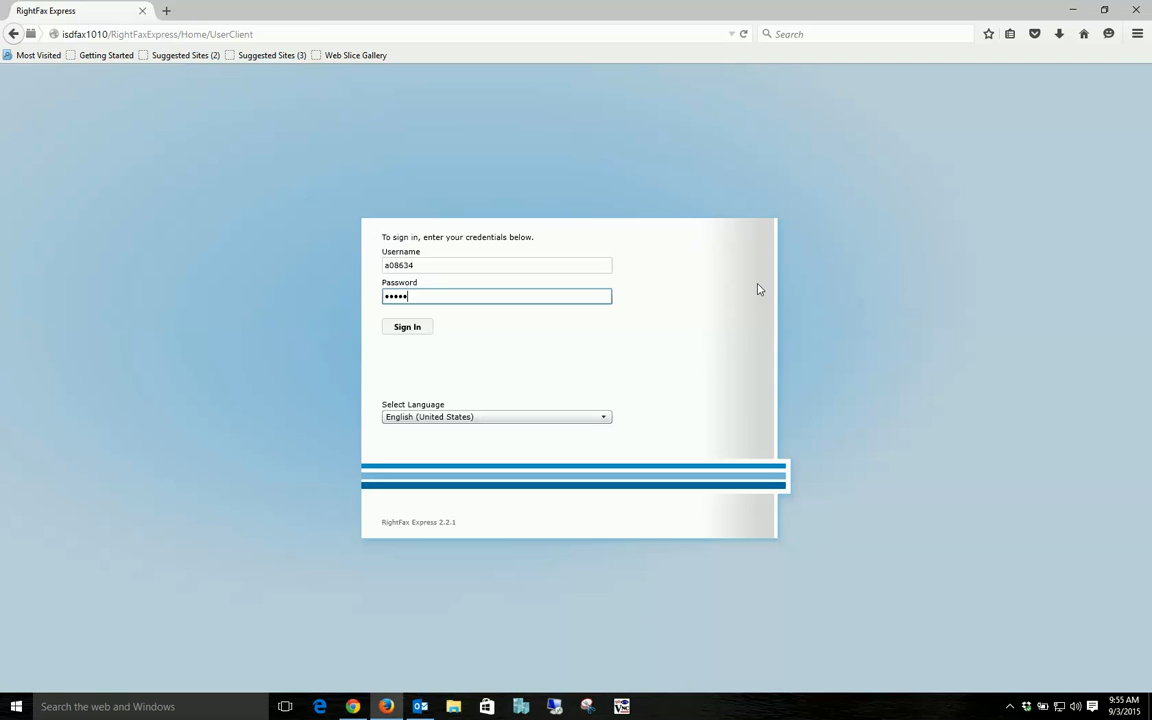 RightFax Express
isdfax1010/RightFaxExpress/Home/UserClient
Search
Most Visited Getting Started Suggested Sites (2) Suggested Sites (3) Web Slice Gallery
To sign in, enter your credentials below.
Username
a08634
Password
•••••
Sign In
Select Language
English (United States)
RightFax Express 2.2.1
Search the web and Windows
9:55 AM
9/3/2015